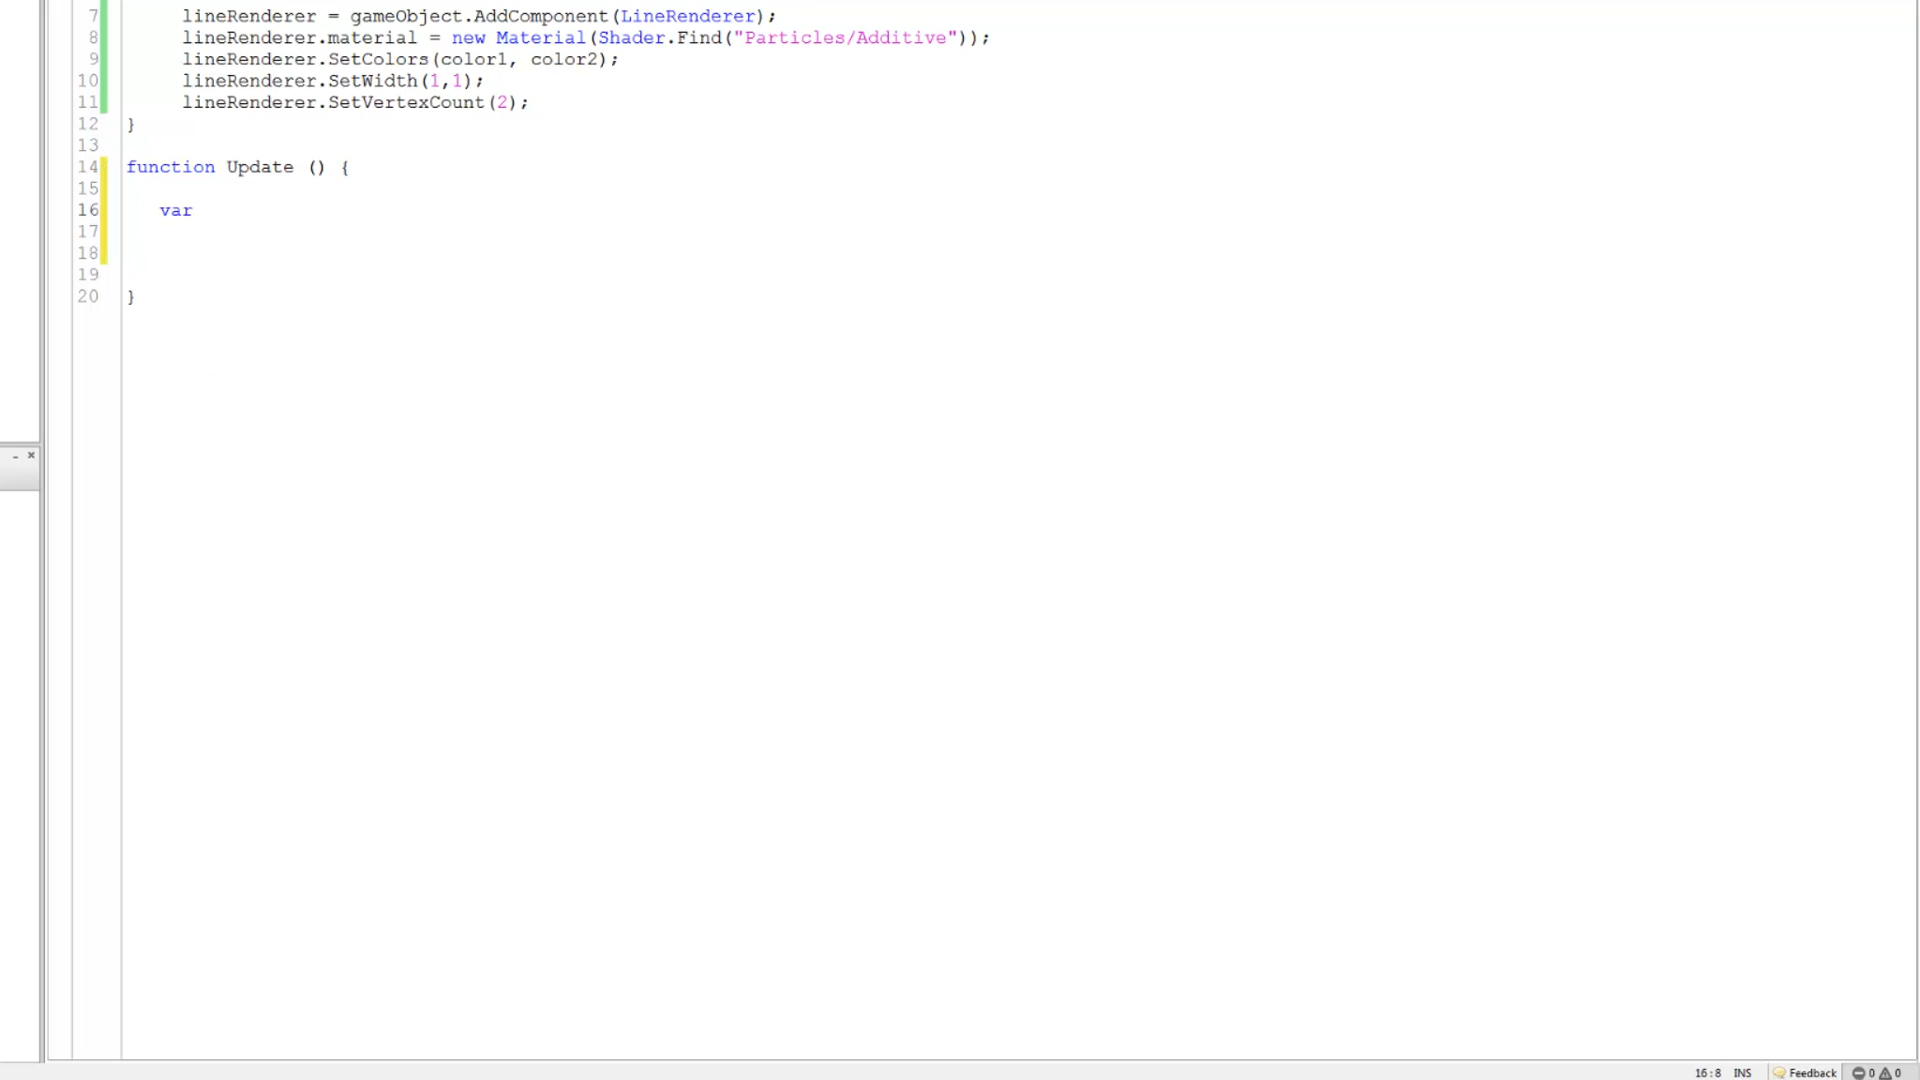 7 lineRenderer = gameObject.AddComponent(LineRenderer);
8 lineRenderer.material = new Material(Shader.Find("Particles/Additive"));
9 lineRenderer.SetColors(color1, color2);
10 lineRenderer.SetWidth(1,1);
11 lineRenderer.SetVertexCount(2);
12 }
13
14 function Update () {
15
16 var
17
18
19
20 }
16:8 INS Feedback 0 0